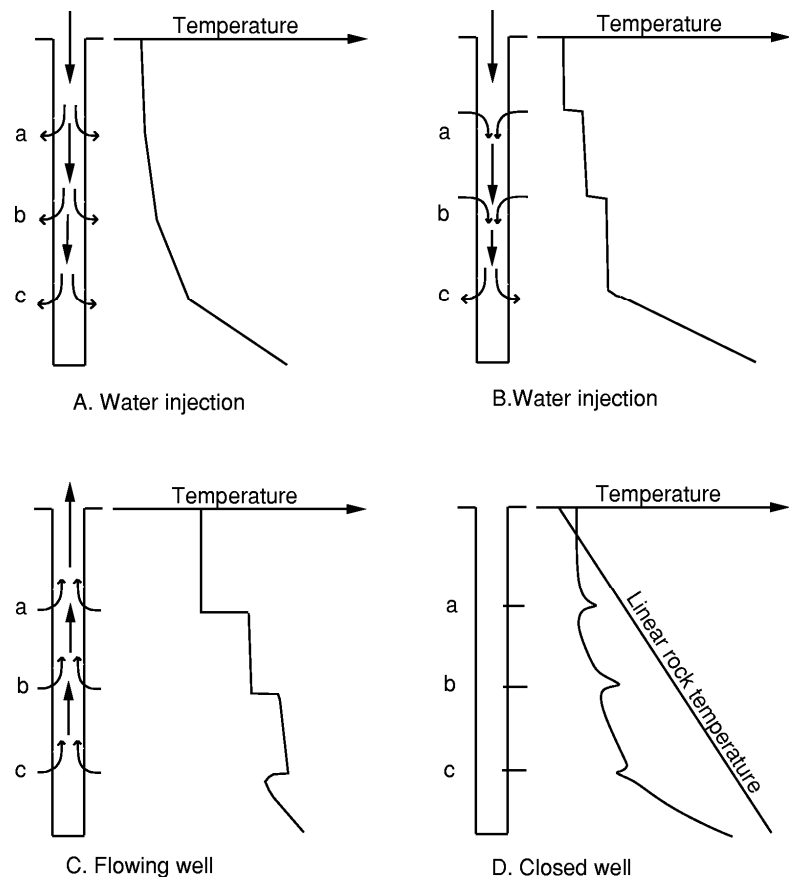 Temperature
a
b
c
A. Water injection
Temperature
a
b
c
B.Water injection
Temperature
a
b
c
C. Flowing well
Temperature
a
b
c
Linear rock temperature
D. Closed well